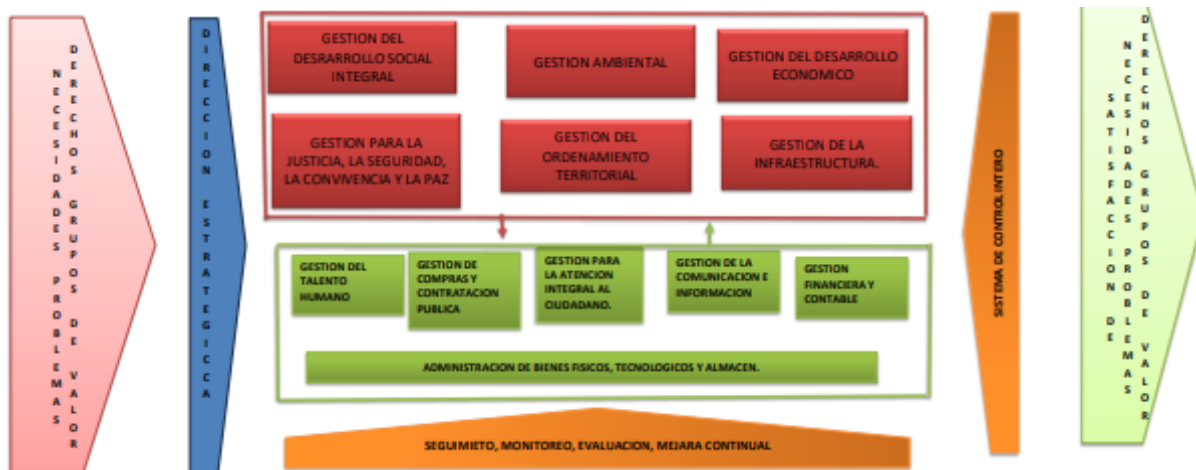 NECESIDADES PROBLEMAS
DERECHOS GRUPOS DE VALOR
DIRECCION ESTRATEGICCA
GESTION DEL
DESRARROLLO SOCIAL
INTEGRAL
GESTION AMBIENTAL
GESTION DEL DESARROLLO
ECONOMICO
GESTION PARA LA
JUSTICIA, LA SEGURIDAD,
LA CONVIVENCIA Y LA PAZ
GESTION DEL
ORDENAMIENTO
TERRITORIAL
GESTION DE LA
INFRAESTRUCTURA.
GESTION DEL
TALENTO
HUMANO
GESTION DE
COMPRAS Y
CONTRATACION
PUBLICA
GESTION PARA
LA ATENCION
INTEGRAL AL
CIUDADANO.
GESTION DE LA
COMUNICACION E
INFORMACION
GESTION
FINANCIERA Y
CONTABLE
ADMINISTRACION DE BIENES FISICOS, TECNOLOGICOS Y ALMACEN.
SEGUIMIETO, MONITOREO, EVALUACION, MEJARA CONTINUAL
SISTEMA DE CONTROL INTERO
SATISFACCION DE
NECESIDADES PROBLEMAS
DERECHOS GRUPOS DE VALOR